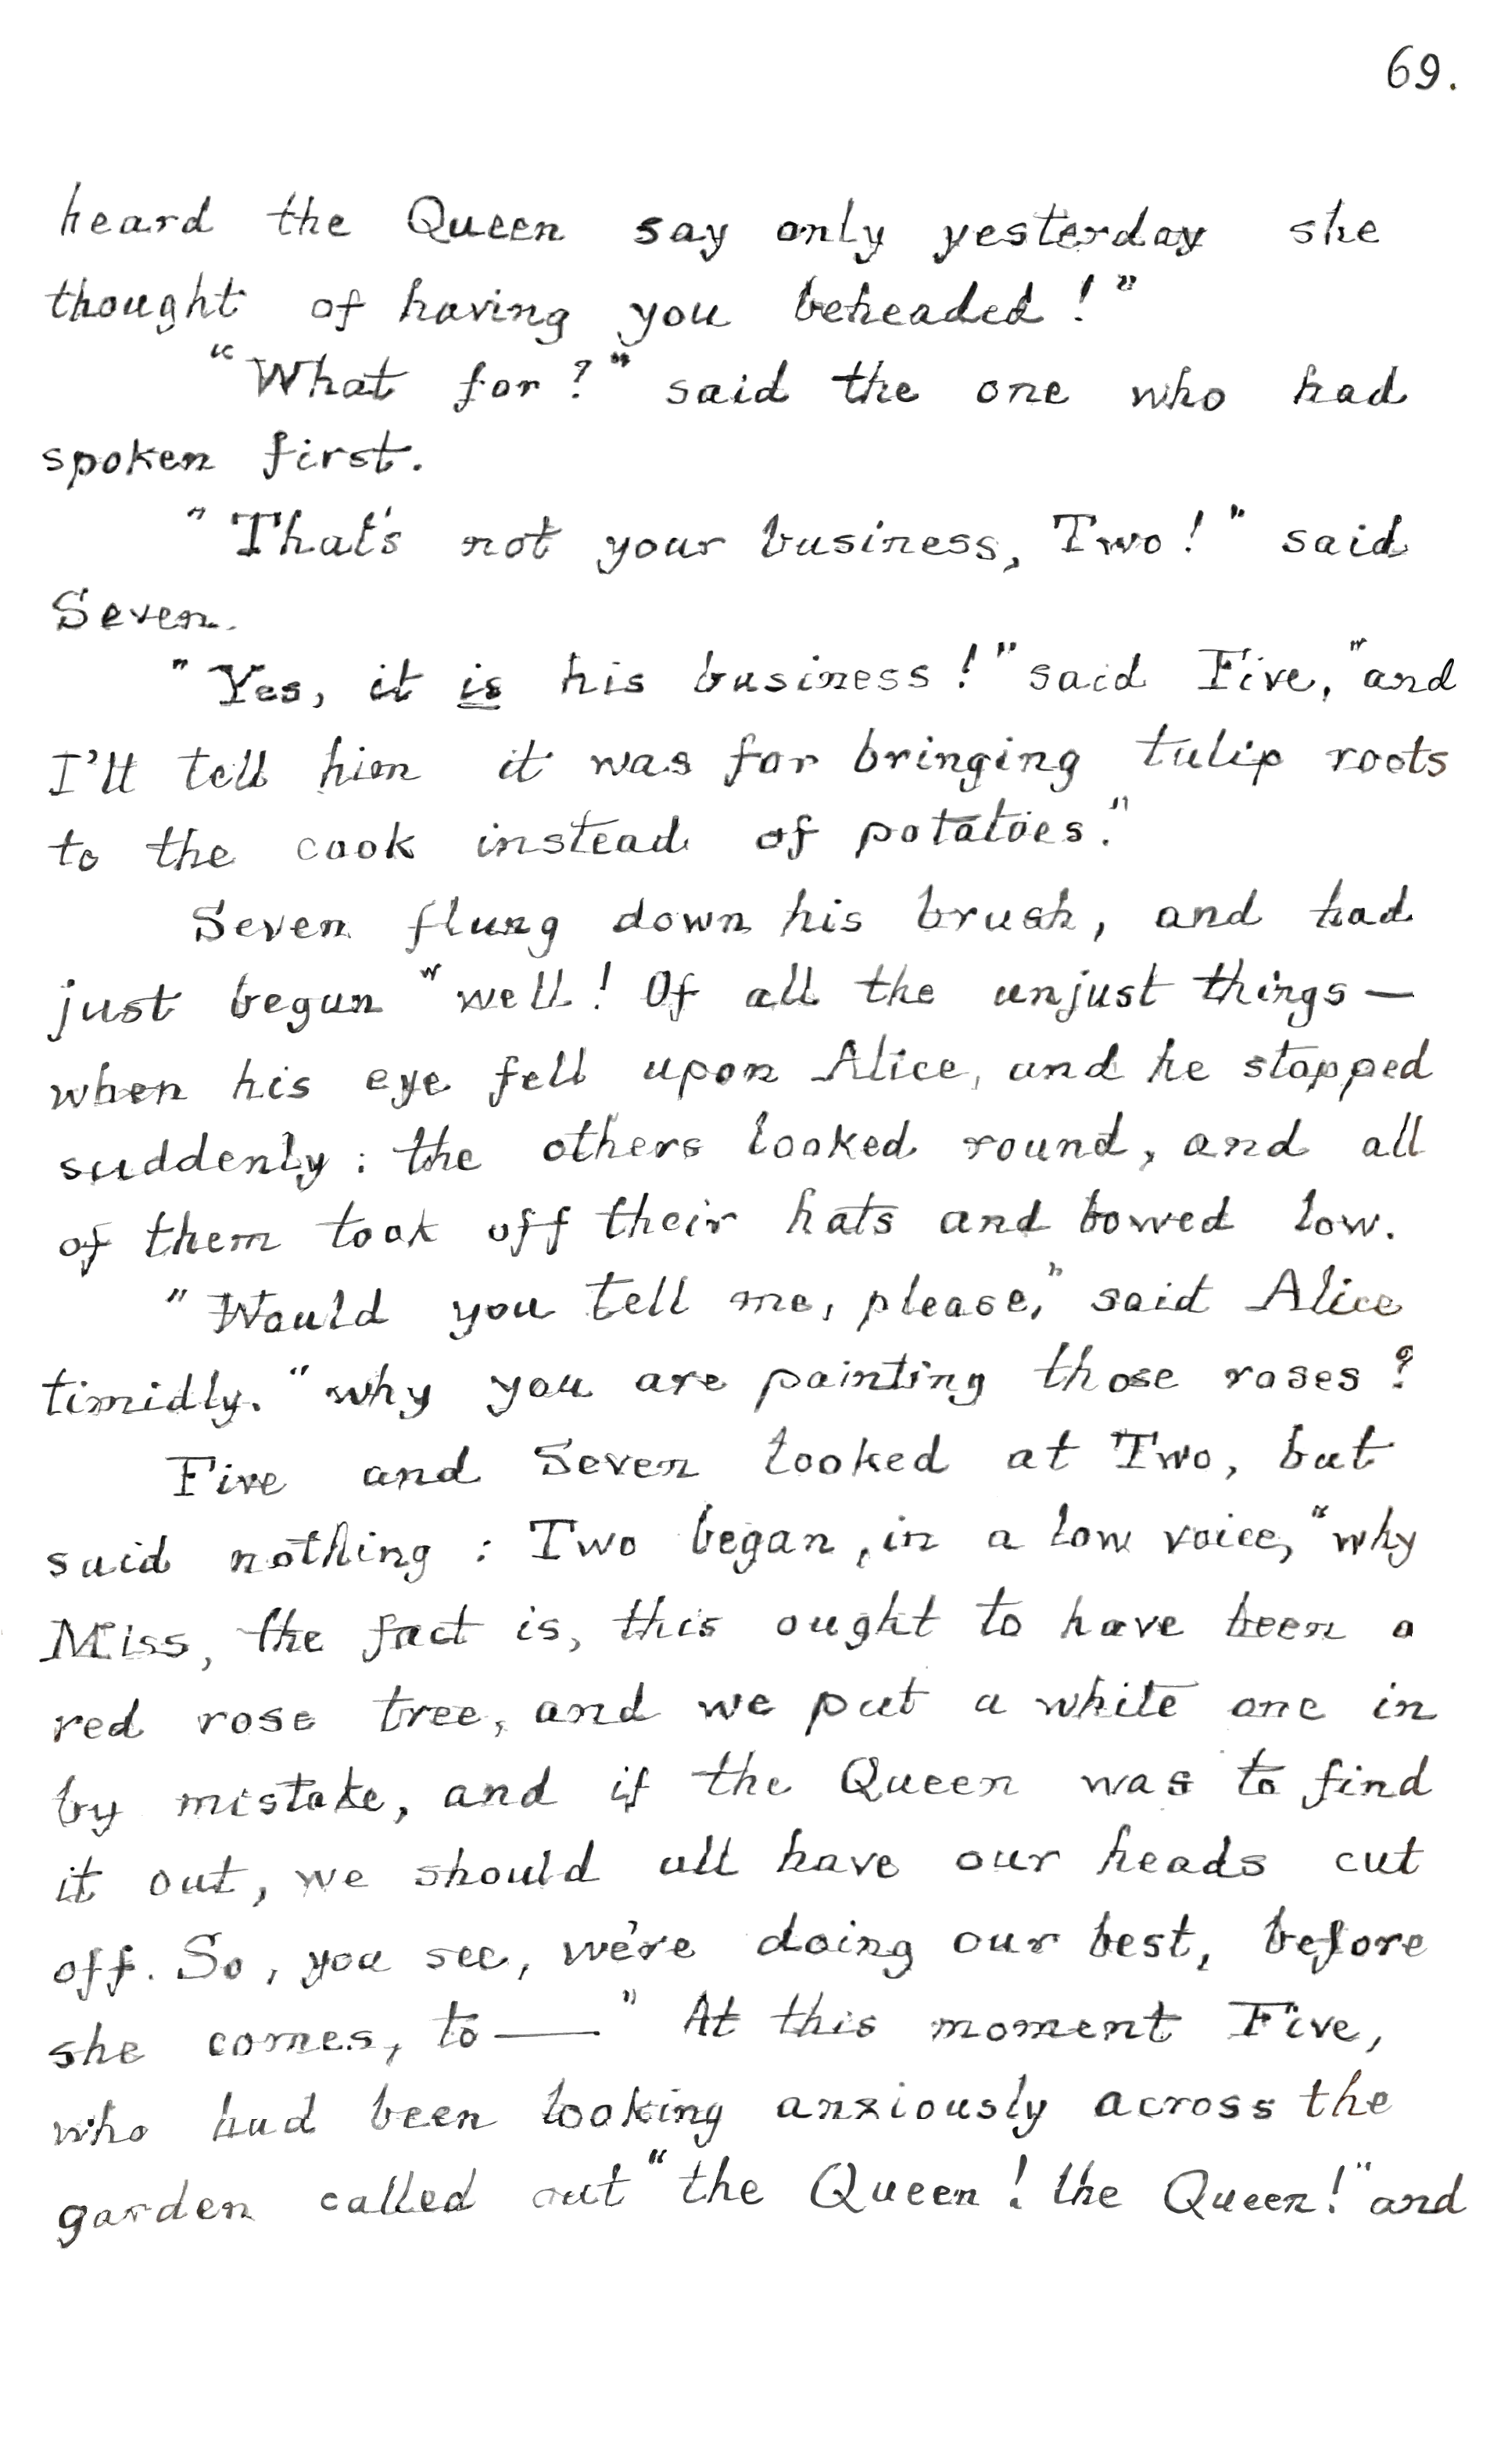 69.
heard the Queen say only yesterday she
thought of having you beheaded!"
"What for?" said the one who had
spoken first.
"That's not your business, Two!" said
Seven.
"Yes, it is his business!" said Five, "and
I'll tell him it was for bringing tulip roots
to the cook instead of potatoes."
Seven flung down his brush, and had
just begun "well! Of all the unjust things—
when his eye fell upon Alice, and he stopped
suddenly: the others looked round, and all
of them took off their hats and bowed low.
"Would you tell me, please," said Alice
timidly. "why you are painting those roses?
Five and Seven looked at Two, but
said nothing: Two began, in a low voice, "why
Miss, the fact is, this ought to have been a
red rose tree, and we put a white one in
by mistake, and if the Queen was to find
it out, we should all have our heads cut
off. So, you see, we're doing our best, before
she comes, to——" At this moment Five,
who had been looking anxiously across the
garden called out "the Queen! the Queen!" and